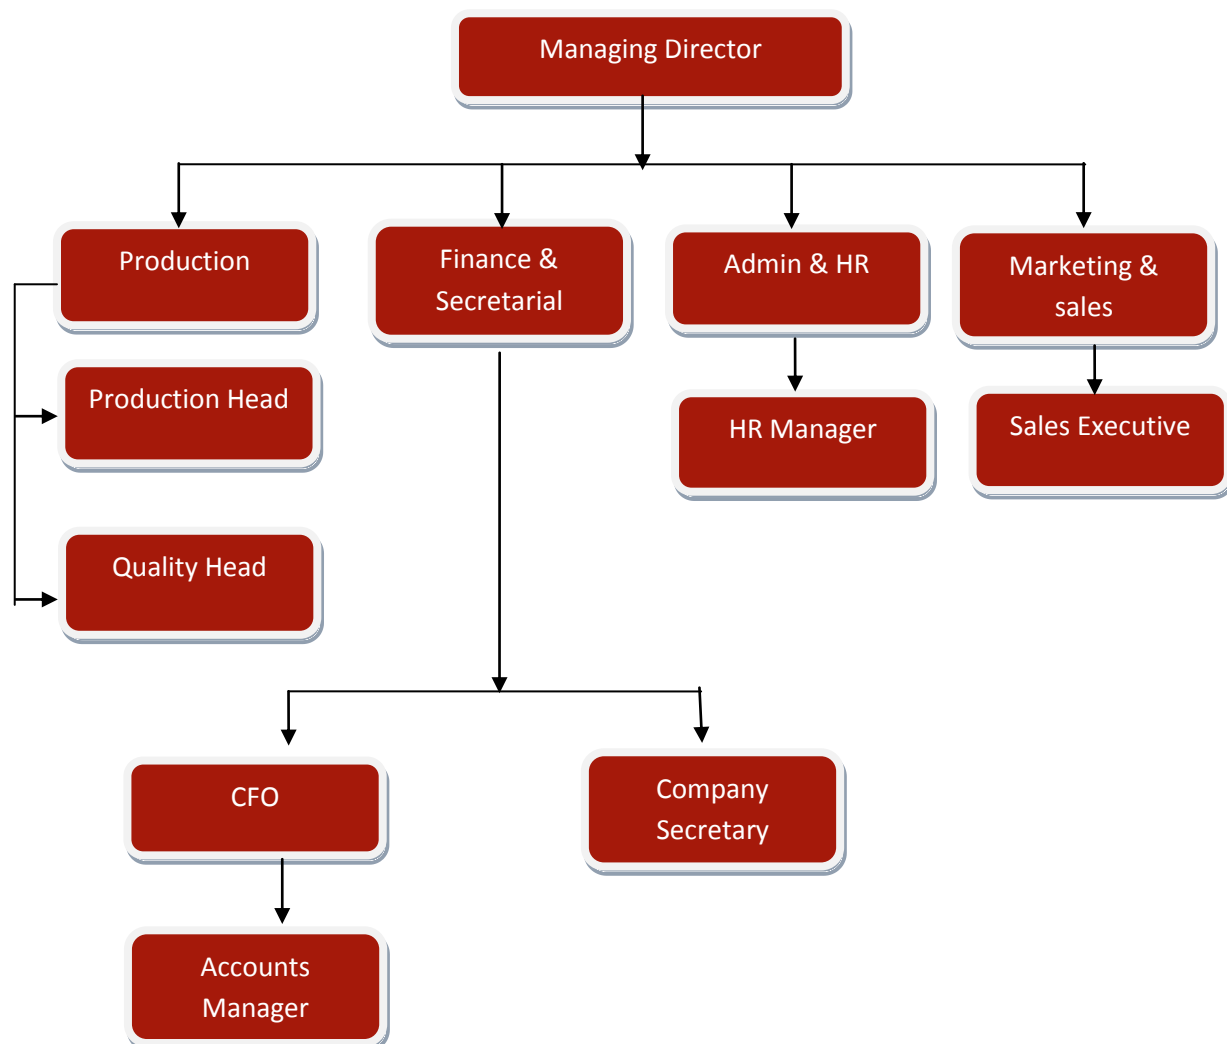 Managing Director
Production
Finance &
Secretarial
Admin & HR
Marketing &
sales
Production Head
HR Manager
Sales Executive
Quality Head
CFO
Company
Secretary
Accounts
Manager